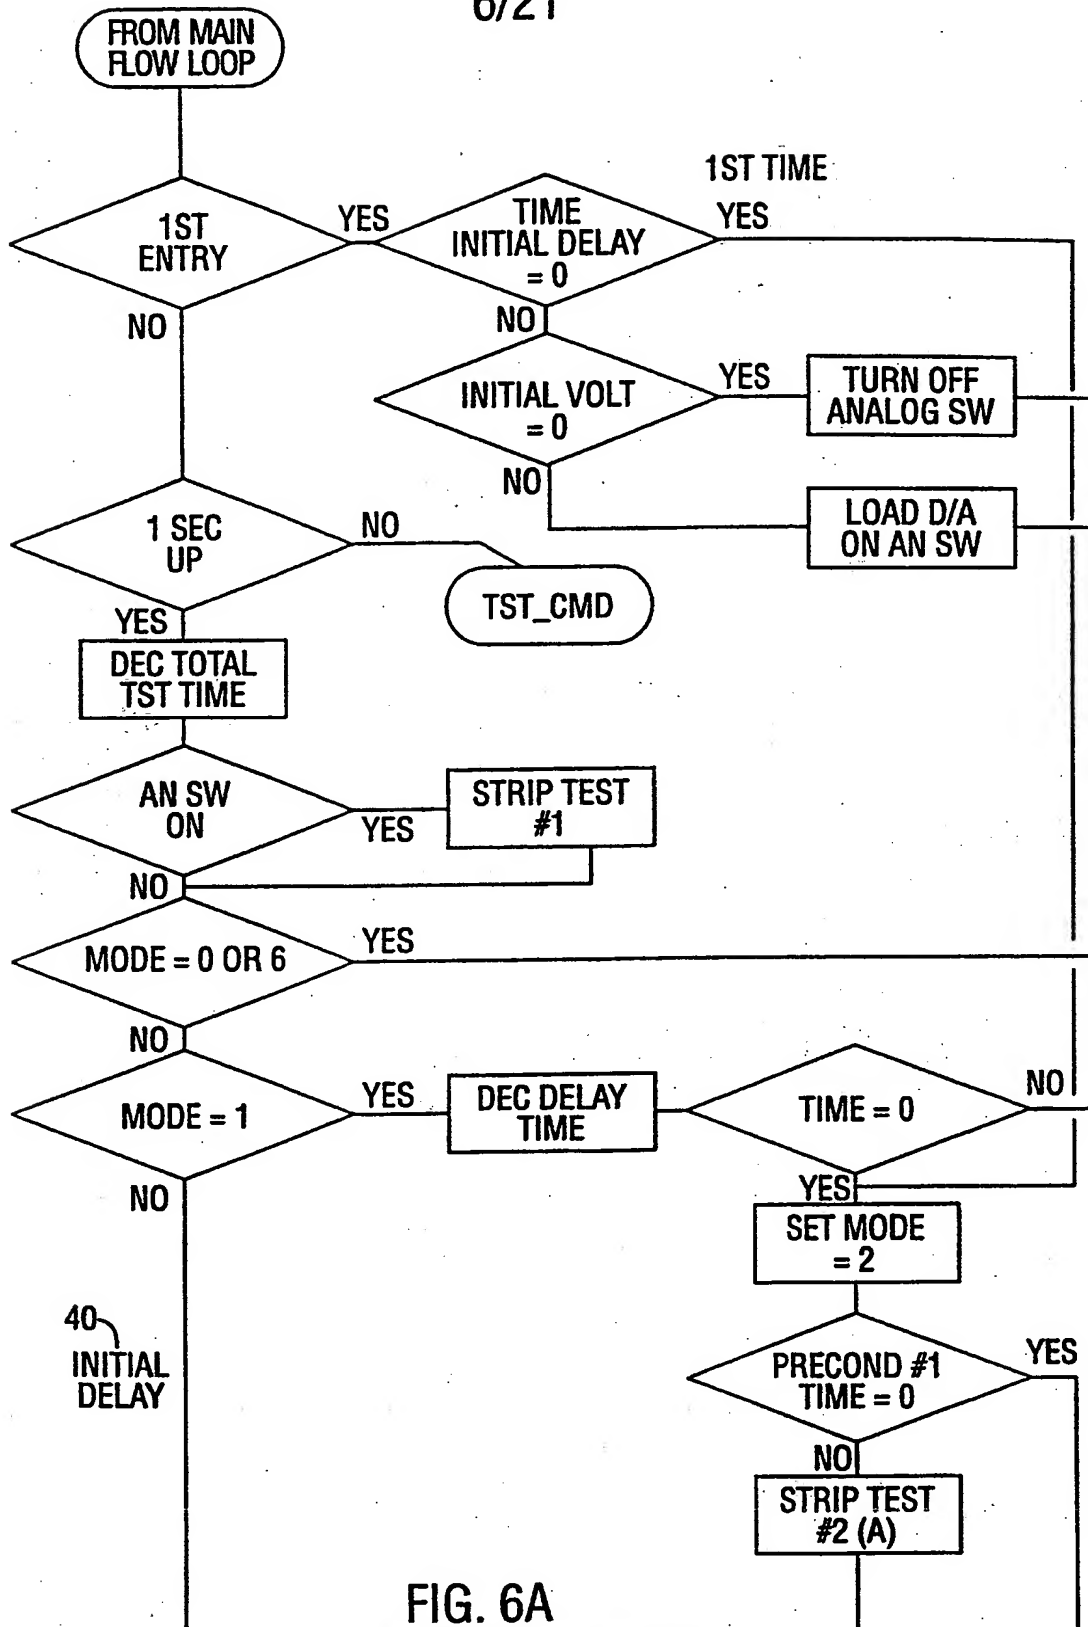 6/21
FROM MAIN
FLOW LOOP
1ST
ENTRY
YES
NO
TIME
INITIAL DELAY
= 0
1ST TIME
YES
NO
INITIAL VOLT
= 0
YES
TURN OFF
ANALOG SW
NO
LOAD D/A
ON AN SW
1 SEC
UP
NO
TST_CMD
YES
DEC TOTAL
TST TIME
AN SW
ON
YES
STRIP TEST
#1
NO
MODE = 0 OR 6
YES
NO
MODE = 1
YES
DEC DELAY
TIME
TIME = 0
NO
YES
NO
SET MODE
= 2
40
INITIAL
DELAY
PRECOND #1
TIME = 0
YES
NO
STRIP TEST
#2 (A)
FIG. 6A